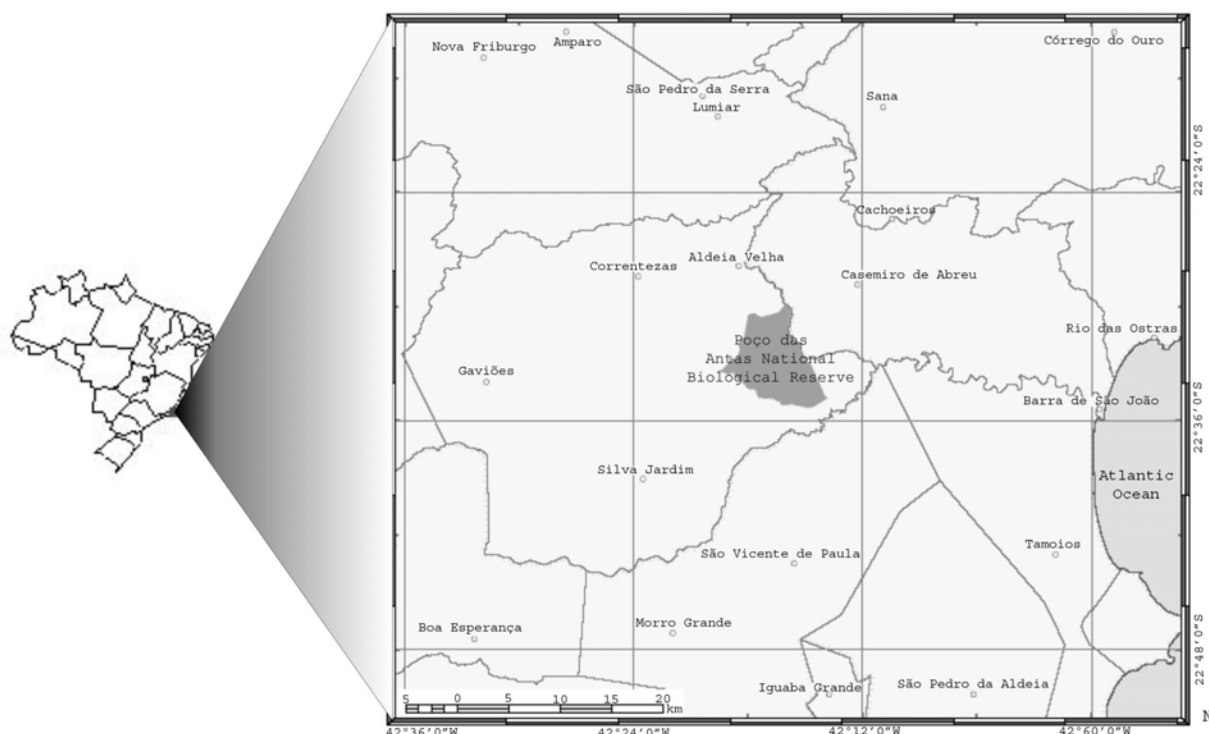 Nova Friburgo
Amparo
Córrego do Ouro
São Pedro da Serra
Lumiar
Sana
22°24'0"S
Cachoeiros
Aldeia Velha
Correntezas
Casemiro de Abreu
Rio das Ostras
Poço das
Antas National
Biological Reserve
Gaviões
Barra de São João
22°36'0"S
Silva Jardim
Atlantic
Ocean
Tamoios
São Vicente de Paula
Boa Esperança
Morro Grande
22°48'0"S
Iguaba Grande
São Pedro da Aldeia
5 0 5 10 15 20
km
N
42°36'0"W 42°24'0"W 42°12'0"W 42°60'0"W